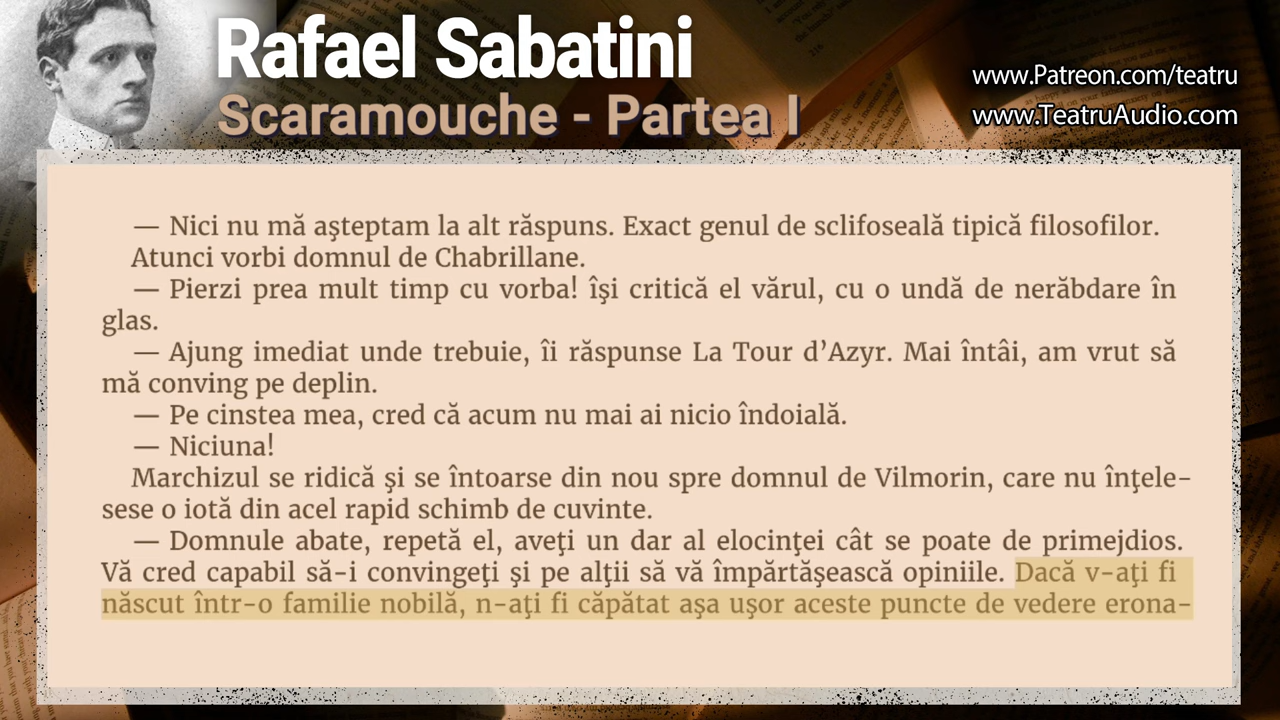 Rafael Sabatini
Scaramouche - Partea I
www.Patreon.com/teatru
www.TeatruAudio.com
— Nici nu mă aşteptam la alt răspuns. Exact genul de sclifoseală tipică filosofilor.
Atunci vorbi domnul de Chabrillane.
— Pierzi prea mult timp cu vorba! îşi critică el vărul, cu o undă de nerăbdare în
glas.
— Ajung imediat unde trebuie, îi răspunse La Tour d’Azyr. Mai întâi, am vrut să
mă conving pe deplin.
— Pe cinstea mea, cred că acum nu mai ai nicio îndoială.
— Niciuna!
Marchizul se ridică şi se întoarse din nou spre domnul de Vilmorin, care nu înţele-
sese o iotă din acel rapid schimb de cuvinte.
— Domnule abate, repetă el, aveţi un dar al elocinţei cât se poate de primejdios.
Vă cred capabil să-i convingeţi şi pe alţii să vă împărtăşească opiniile. Dacă v-aţi fi
născut într-o familie nobilă, n-aţi fi căpătat aşa uşor aceste puncte de vedere erona-